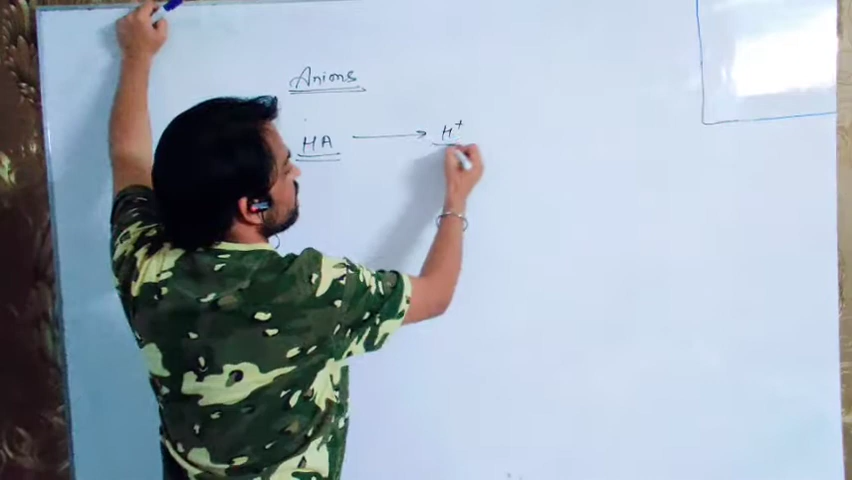 Anions
HA → H⁺